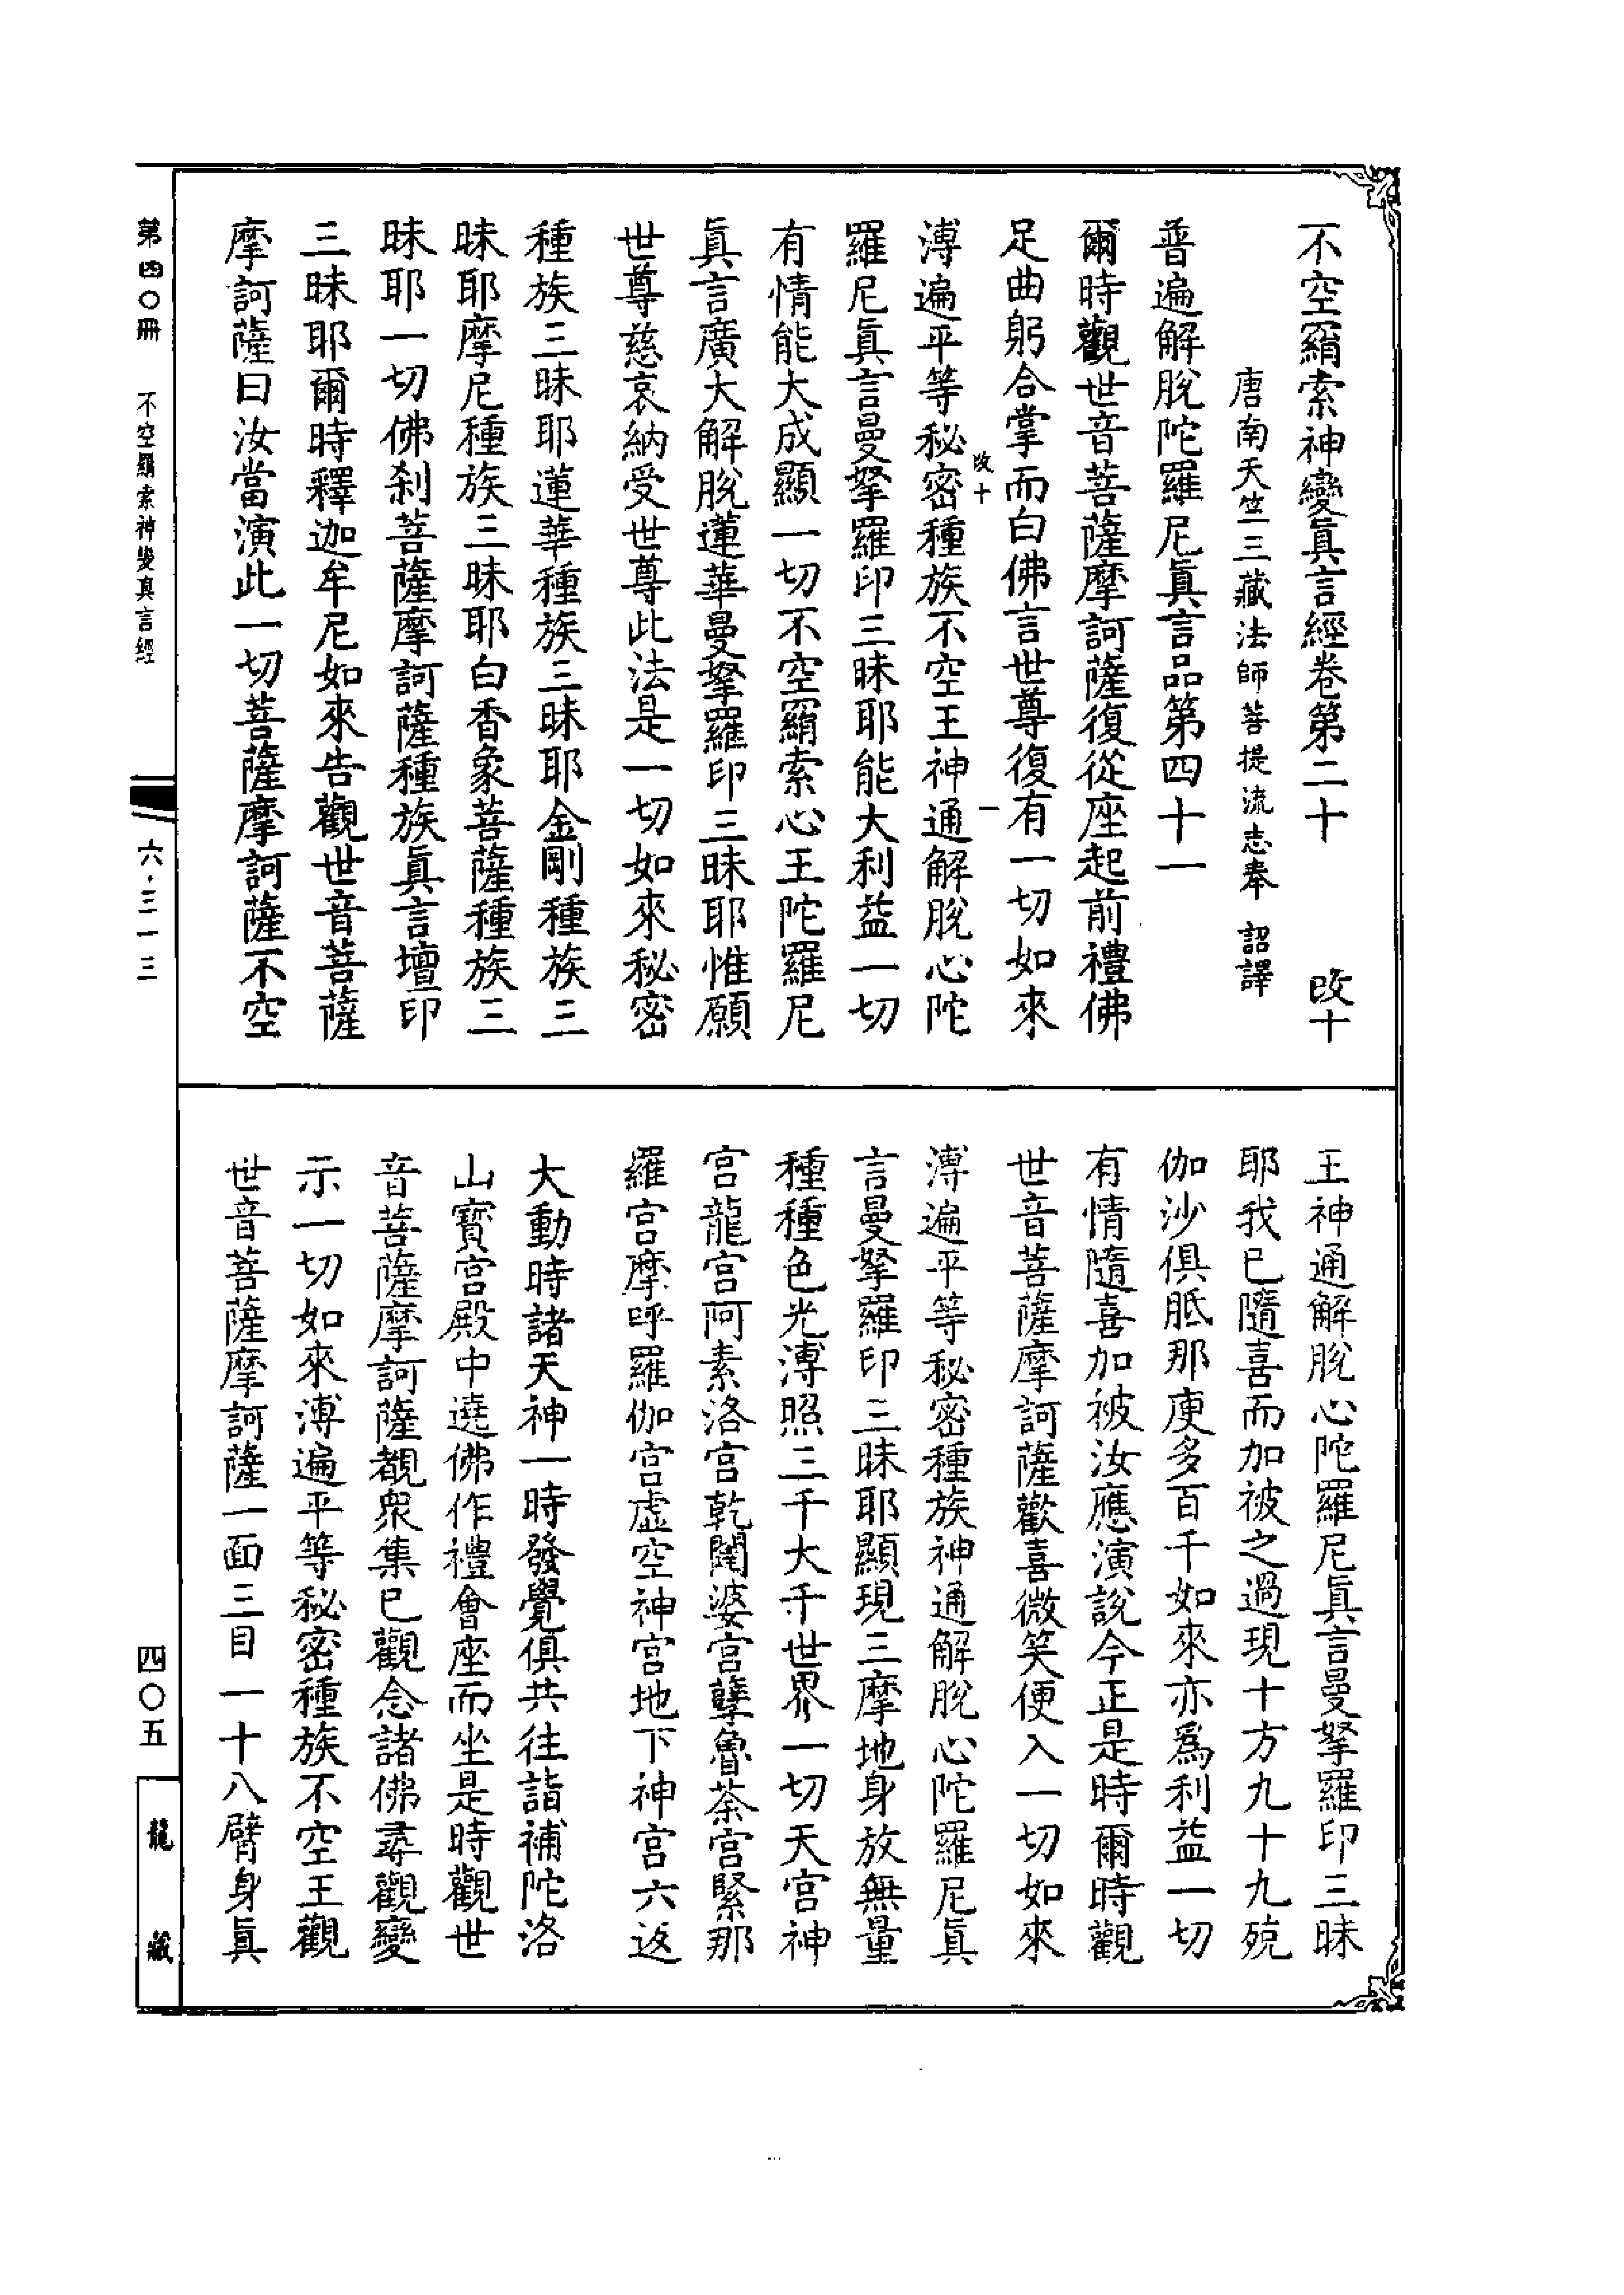 不空羂索神變眞言經卷第二十　　改十
唐南天竺三藏法師菩提流志奉　詔譯
普遍解脫陀羅尼眞言品第四十一
爾時觀世音菩薩摩訶薩復從座起前禮佛
足曲躬合掌而白佛言世尊復有一切如來
改十　一
溥遍平等秘密種族不空王神通解脫心陀
羅尼眞言曼拏羅印三昧耶能大利益一切
有情能大成顯一切不空羂索心王陀羅尼
眞言廣大解脫蓮華曼拏羅印三昧耶惟願
世尊慈哀納受世尊此法是一切如來秘密
種族三昧耶蓮華種族三昧耶金剛種族三
昧耶摩尼種族三昧耶白香象菩薩種族三
昧耶一切佛刹菩薩摩訶薩種族眞言壇印
三昧耶爾時釋迦牟尼如來告觀世音菩薩
摩訶薩曰汝當演此一切菩薩摩訶薩不空
王神通解脫心陀羅尼眞言曼拏羅印三昧
耶我已隨喜而加被之過現十方九十九殑
伽沙俱胝那庾多百千如來亦爲利益一切
有情隨喜加被汝應演說今正是時爾時觀
世音菩薩摩訶薩歡喜微笑便入一切如來
溥遍平等秘密種族神通解脫心陀羅尼眞
言曼拏羅印三昧耶顯現三摩地身放無量
種種色光溥照三千大千世界一切天宮神
宮龍宮阿素洛宮乾闥婆宮孽魯荼宮緊那
羅宮摩呼羅伽宮虛空神宮地下神宮六返
大動時諸天神一時發覺俱共往詣補陀洛
山寶宮殿中遶佛作禮會座而坐是時觀世
音菩薩摩訶薩覩衆集已觀念諸佛尋觀變
示一切如來溥遍平等秘密種族不空王觀
世音菩薩摩訶薩一面三目一十八臂身眞
第四〇冊　不空羂索神變真言經　六·三一三　四〇五　龍藏